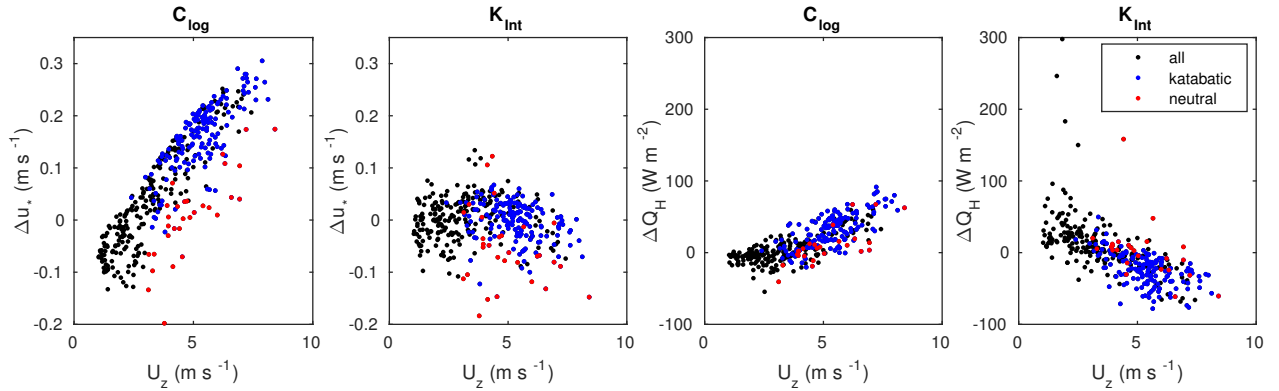 C_log
0.3
0.2
0.1
0
-0.1
-0.2
0 5 10
Δu_* (m s^-1)
U_z (m s^-1)
K_Int
0.3
0.2
0.1
0
-0.1
-0.2
0 5 10
Δu_* (m s^-1)
U_z (m s^-1)
C_log
300
200
100
0
-100
0 5 10
ΔQ_H (W m^-2)
U_z (m s^-1)
K_Int
300
200
100
0
-100
0 5 10
ΔQ_H (W m^-2)
U_z (m s^-1)
all
katabatic
neutral